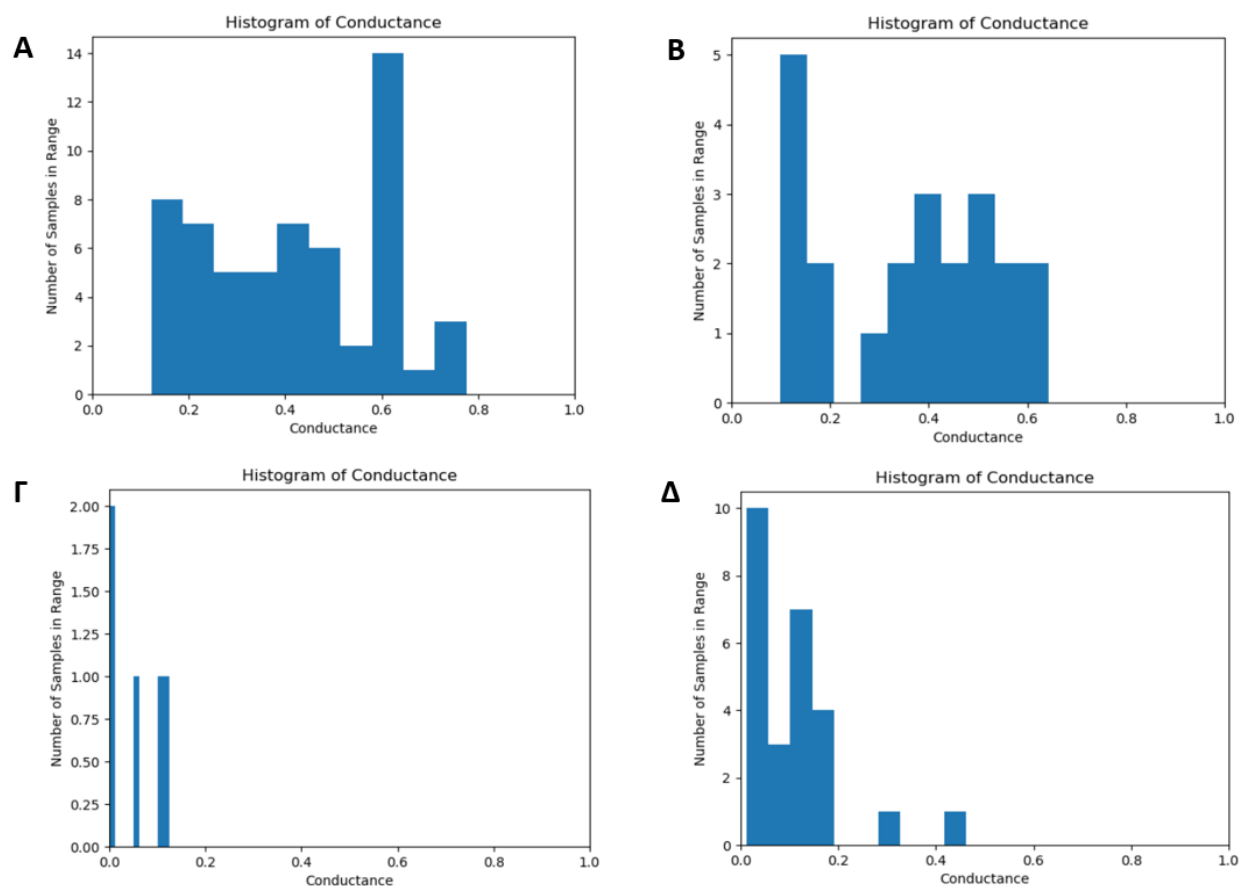 A
Histogram of Conductance
Number of Samples in Range
14
12
10
8
6
4
2
0
0.0 0.2 0.4 0.6 0.8 1.0
Conductance
B
Histogram of Conductance
Number of Samples in Range
5
4
3
2
1
0
0.0 0.2 0.4 0.6 0.8 1.0
Conductance
Γ
Histogram of Conductance
Number of Samples in Range
2.00
1.75
1.50
1.25
1.00
0.75
0.50
0.25
0.00
0.0 0.2 0.4 0.6 0.8 1.0
Conductance
Δ
Histogram of Conductance
Number of Samples in Range
10
8
6
4
2
0
0.0 0.2 0.4 0.6 0.8 1.0
Conductance